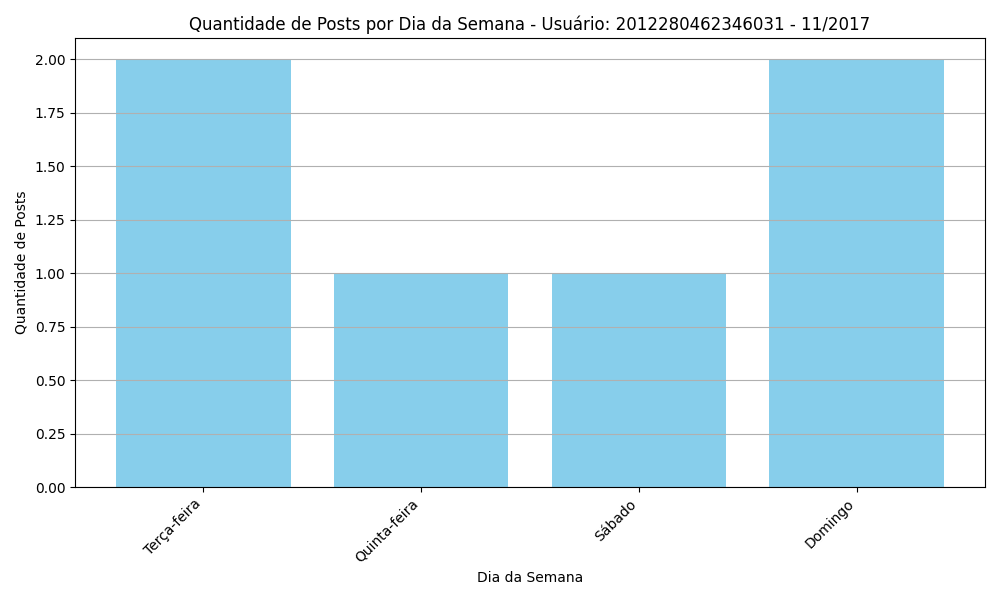 Quantidade de Posts por Dia da Semana - Usuário: 2012280462346031 - 11/2017
Quantidade de Posts
2.00
1.75
1.50
1.25
1.00
0.75
0.50
0.25
0.00
Terça-feira
Quinta-feira
Sábado
Domingo
Dia da Semana